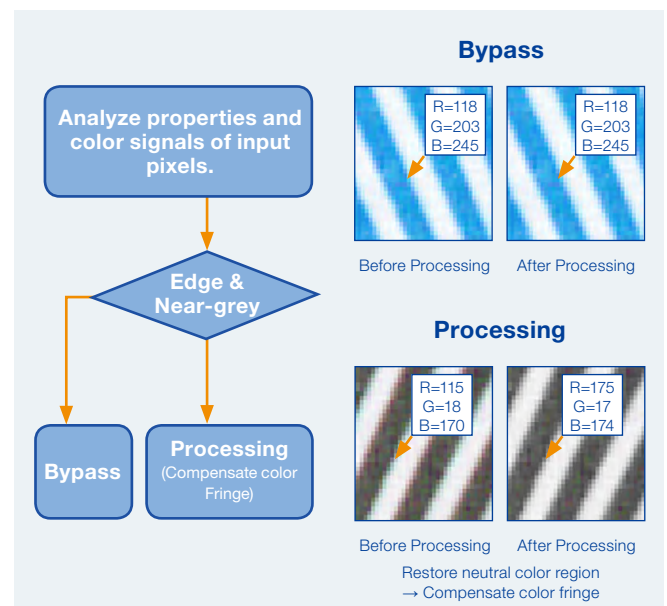 Bypass
Analyze properties and
color signals of input
pixels.
R=118
G=203
B=245
R=118
G=203
B=245
Before Processing
After Processing
Edge &
Near-grey
Processing
R=115
G=18
B=170
R=175
G=17
B=174
Bypass
Processing
(Compensate color
Fringe)
Before Processing
After Processing
Restore neutral color region
→ Compensate color fringe